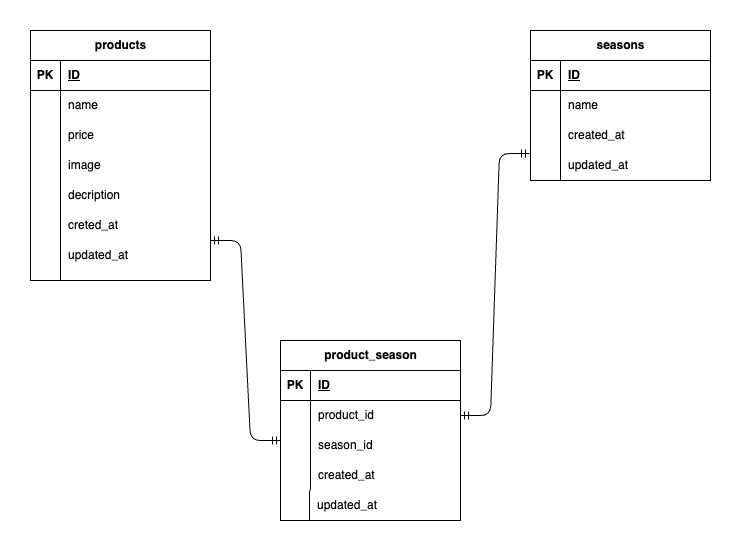 products
PK ID
name
price
image
decription
creted_at
updated_at
seasons
PK ID
name
created_at
updated_at
product_season
PK ID
product_id
season_id
created_at
updated_at